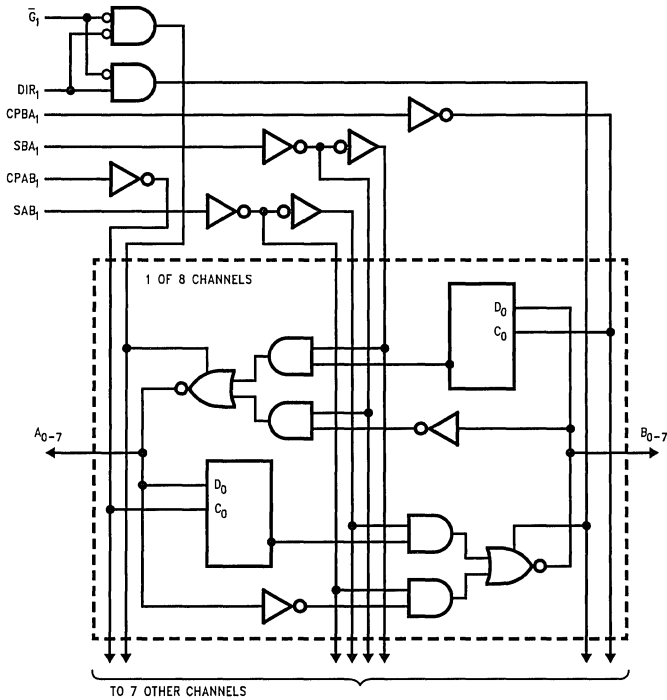 G̅₁
DIR₁
CPBA₁
SBA₁
CPAB₁
SAB₁
1 OF 8 CHANNELS
D₀
C₀
A₀₋₇
B₀₋₇
D₀
C₀
TO 7 OTHER CHANNELS